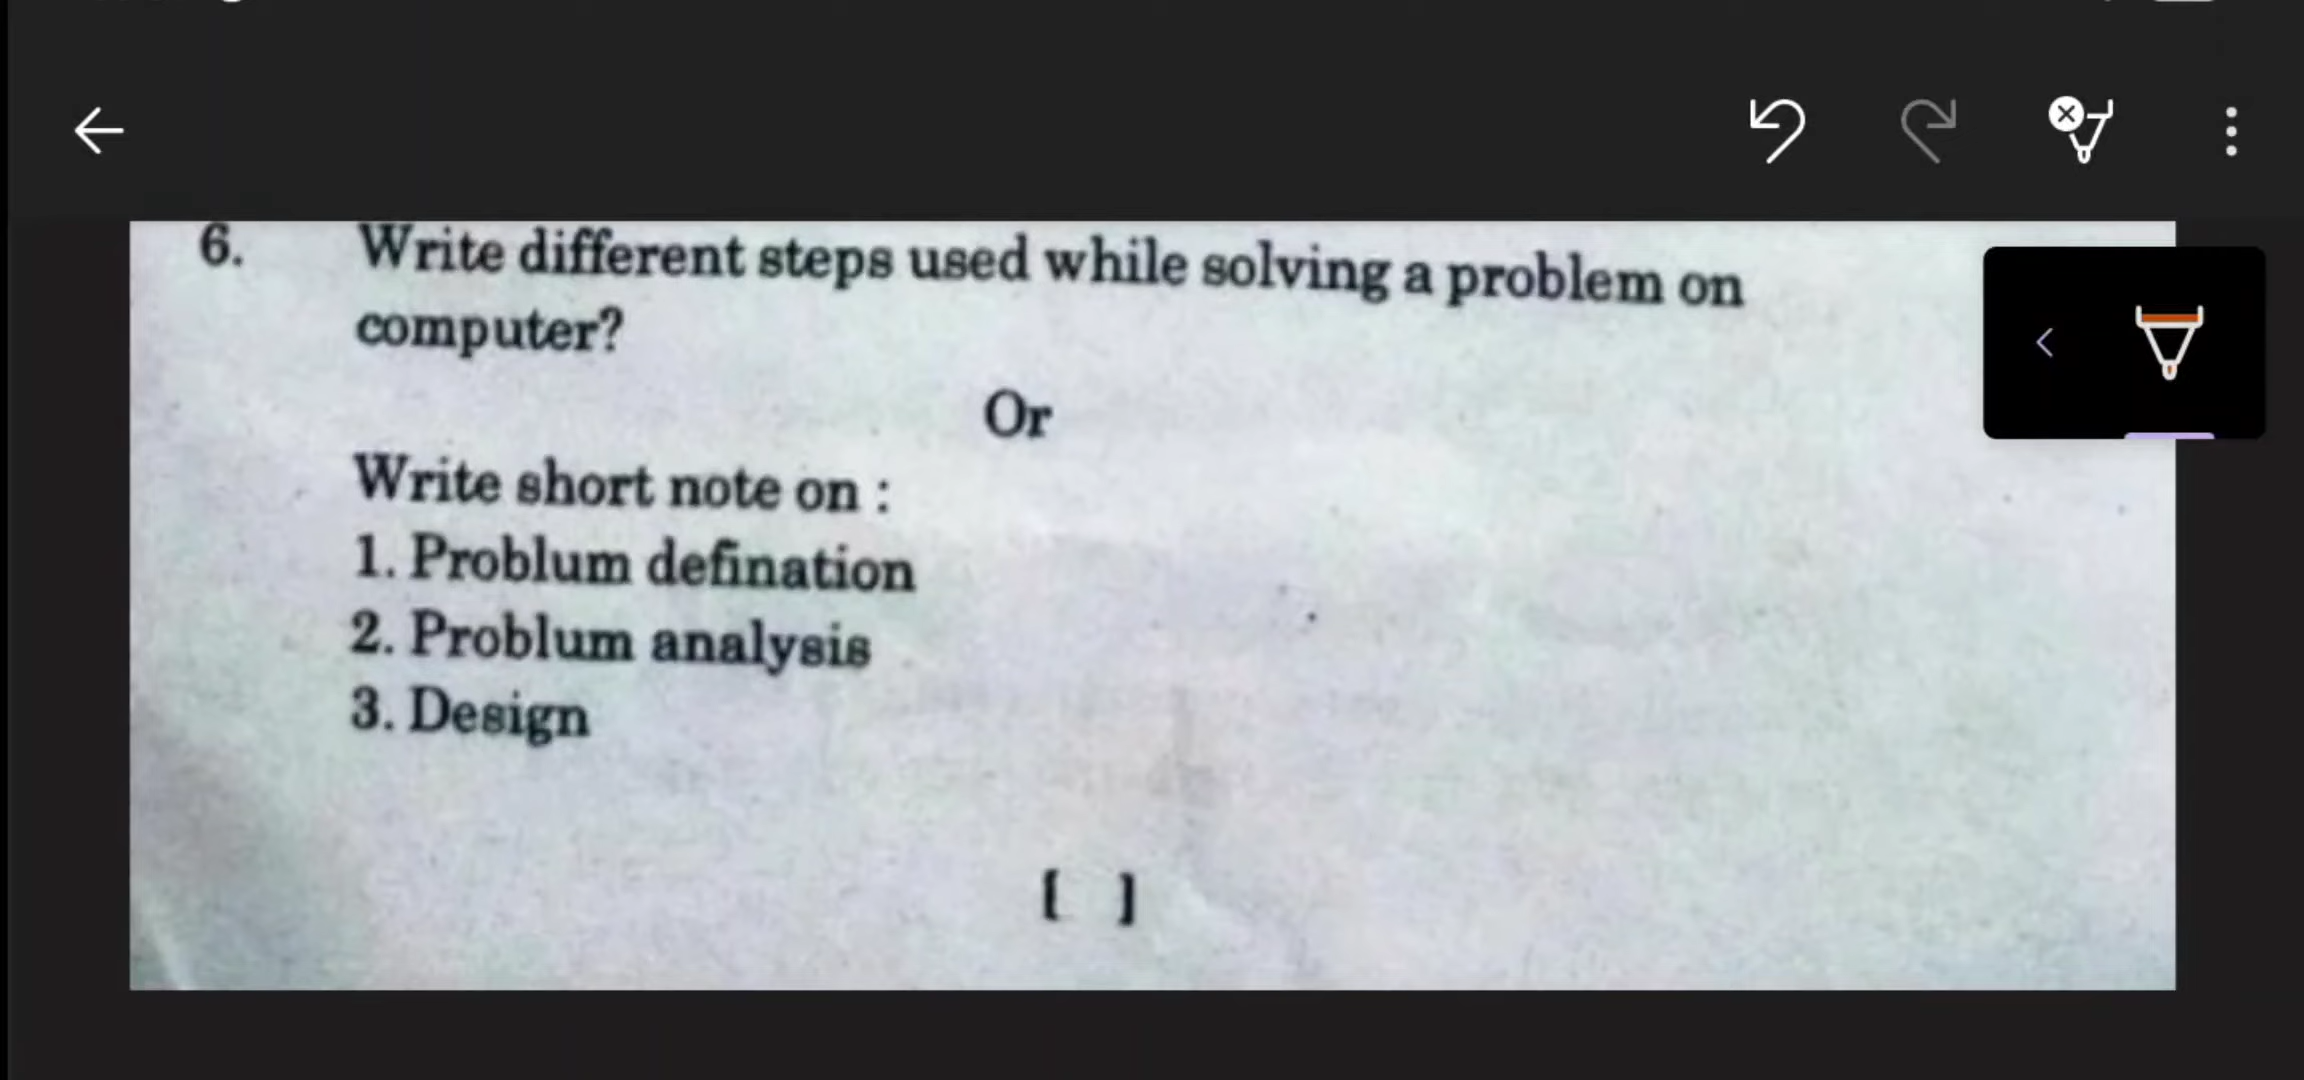 6. Write different steps used while solving a problem on
computer?
Or
Write short note on :
1. Problum defination
2. Problum analysis
3. Design
[ ]